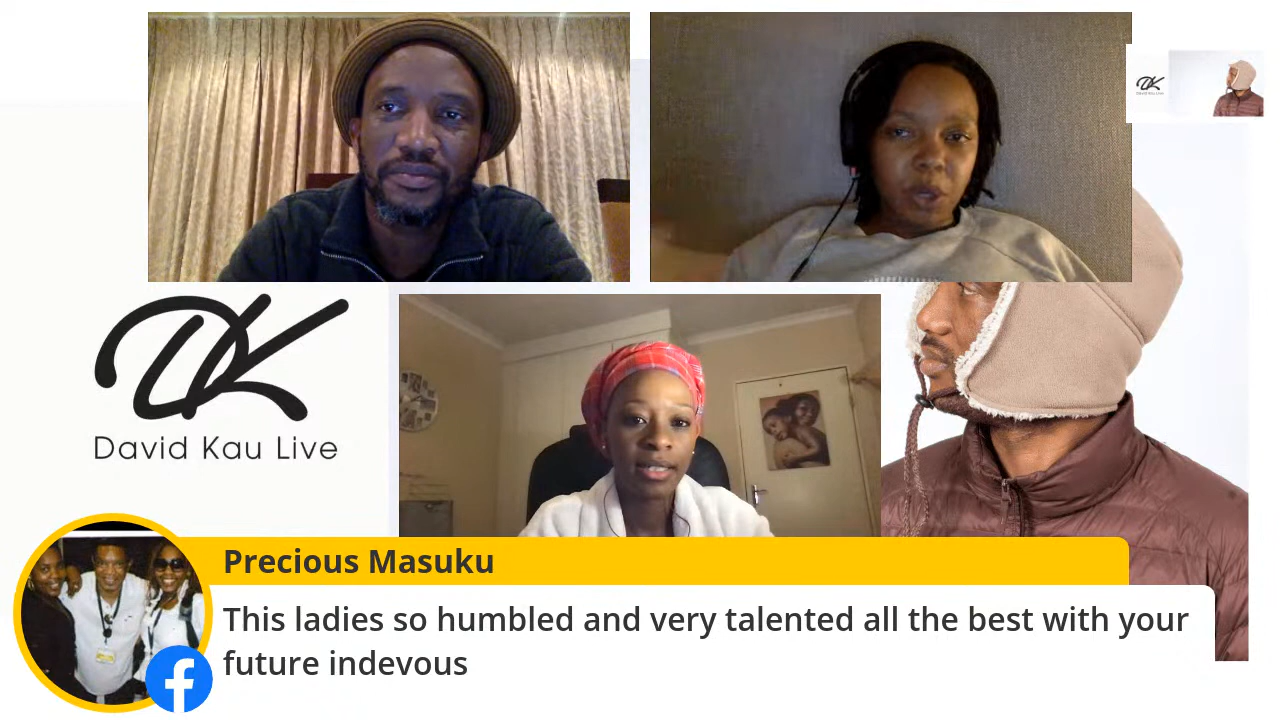 DK
David Kau Live
Precious Masuku
This ladies so humbled and very talented all the best with your
future indevous